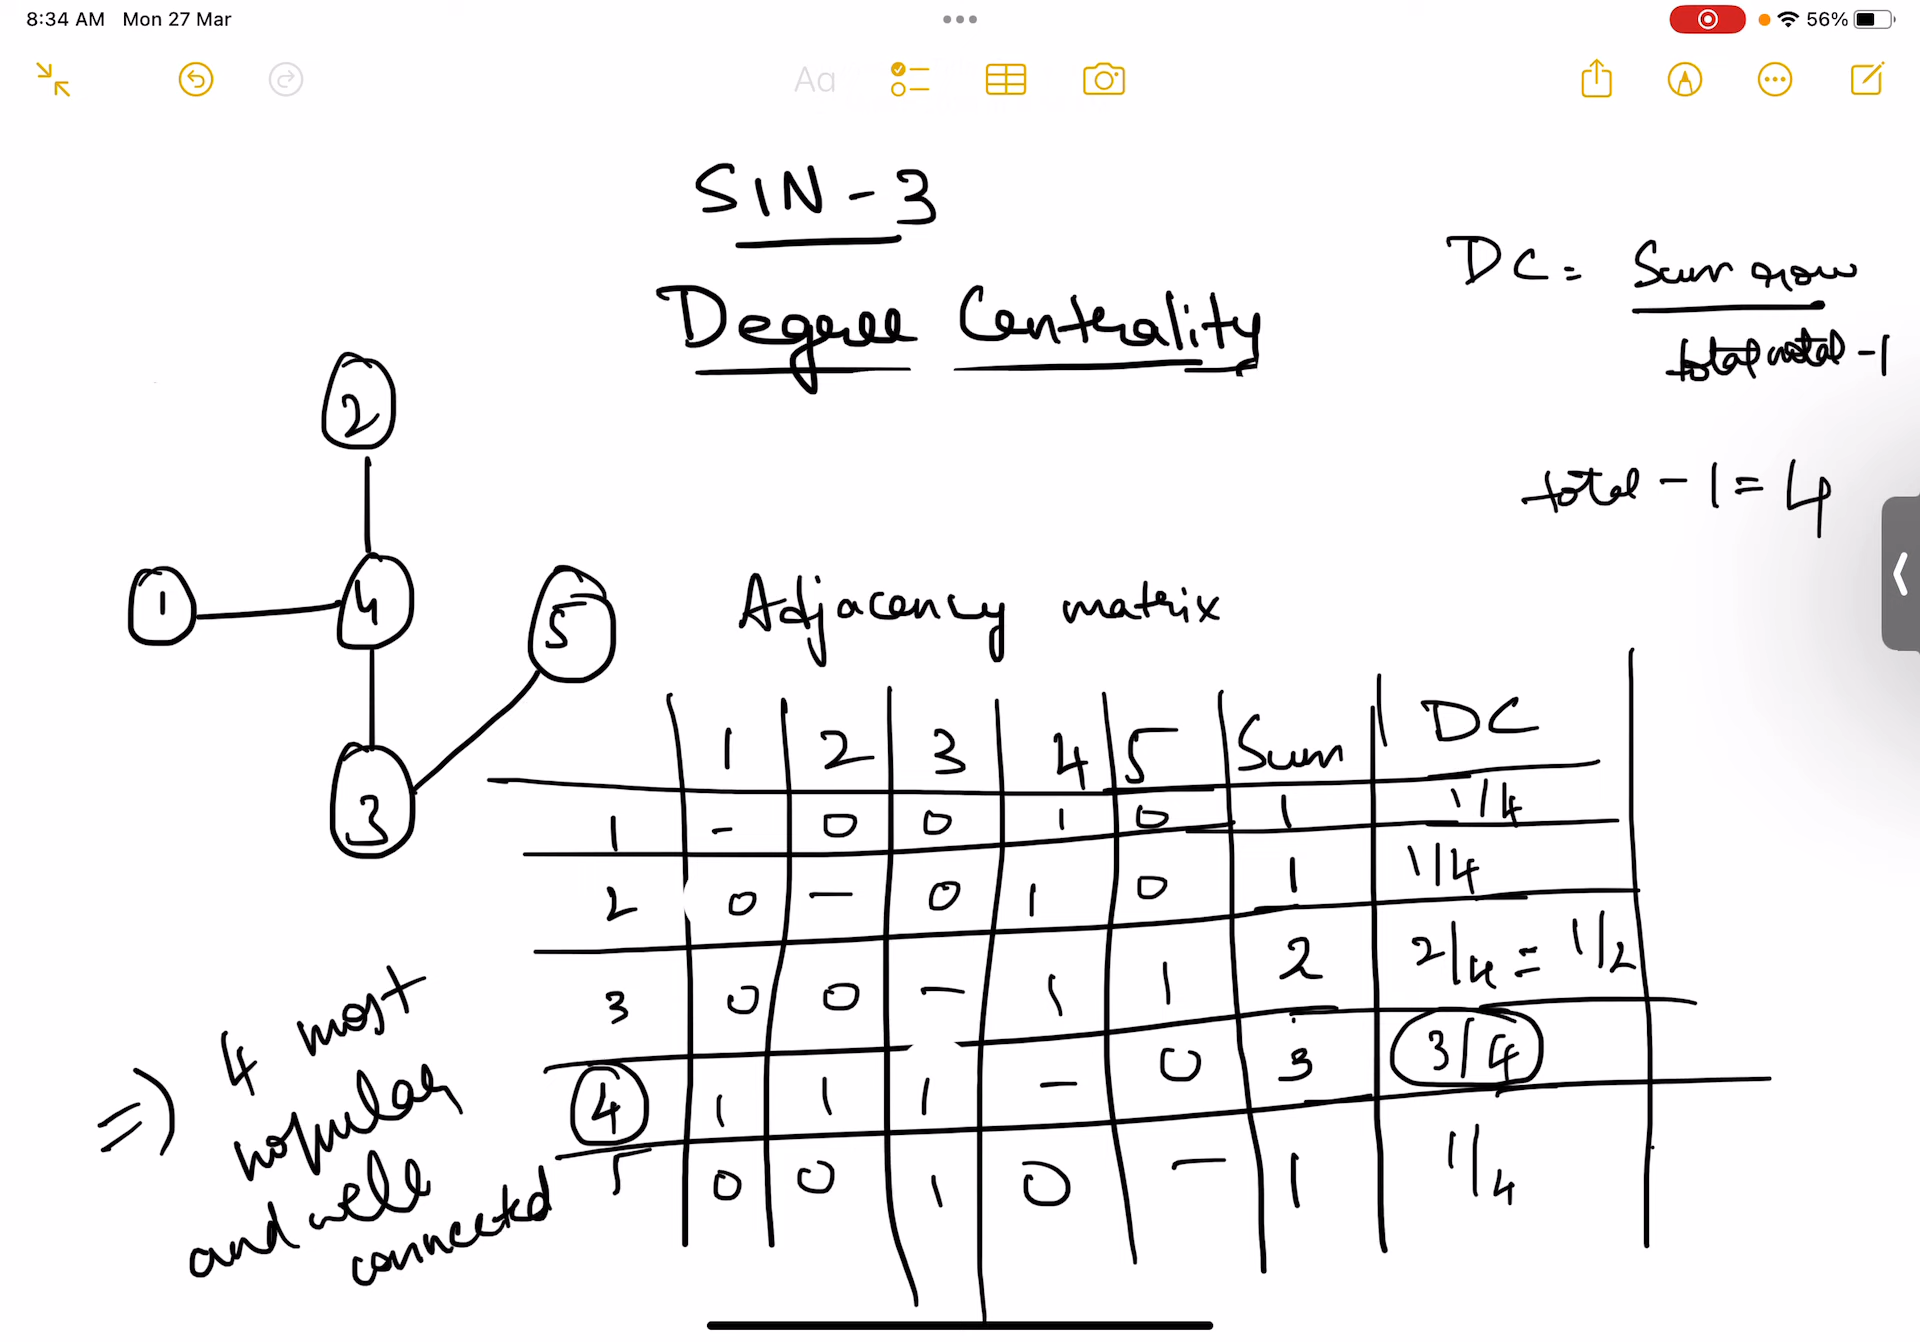 8:34 AM Mon 27 Mar
56%
Aa
SIN-3
Degree Centrality
DC = Sum row
total -1
total - 1 = 4
2
1 4 5
3
Adjacency matrix
1 2 3 4 5 Sum DC
1 - 0 0 1 0 1 1/4
2 0 - 0 1 0 1 1/4
3 0 0 - 1 1 2 2/4 = 1/2
4 1 1 1 - 0 3 3/4
5 0 0 1 0 - 1 1/4
=) 4 most
popular
and well
connected